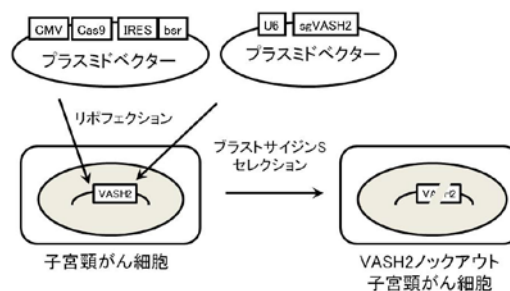 CMV Cas9 IRES bsr
プラスミドベクター
U6 sgVASH2
プラスミドベクター
リポフェクション
ブラストサイジンS
セレクション
VASH2
子宮頸がん細胞
VASH2
VASH2ノックアウト
子宮頸がん細胞